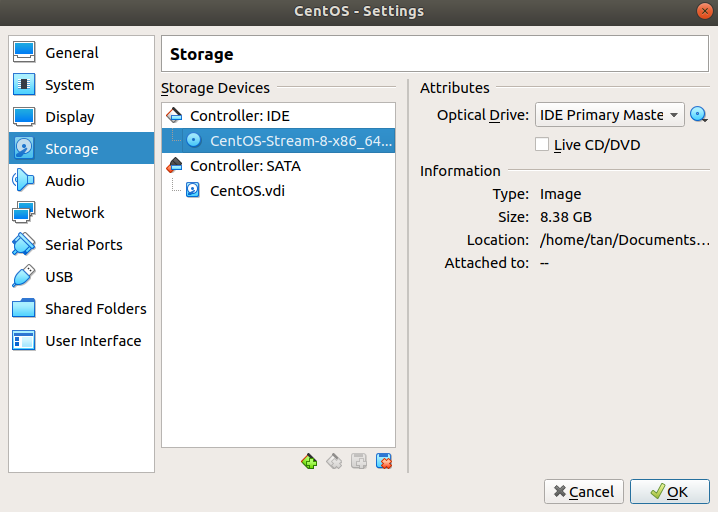 CentOS - Settings
General
System
Display
Storage
Audio
Network
Serial Ports
USB
Shared Folders
User Interface
Storage
Storage Devices
Controller: IDE
CentOS-Stream-8-x86_64...
Controller: SATA
CentOS.vdi
Attributes
Optical Drive: IDE Primary Maste
Live CD/DVD
Information
Type: Image
Size: 8.38 GB
Location: /home/tan/Documents...
Attached to: --
Cancel OK